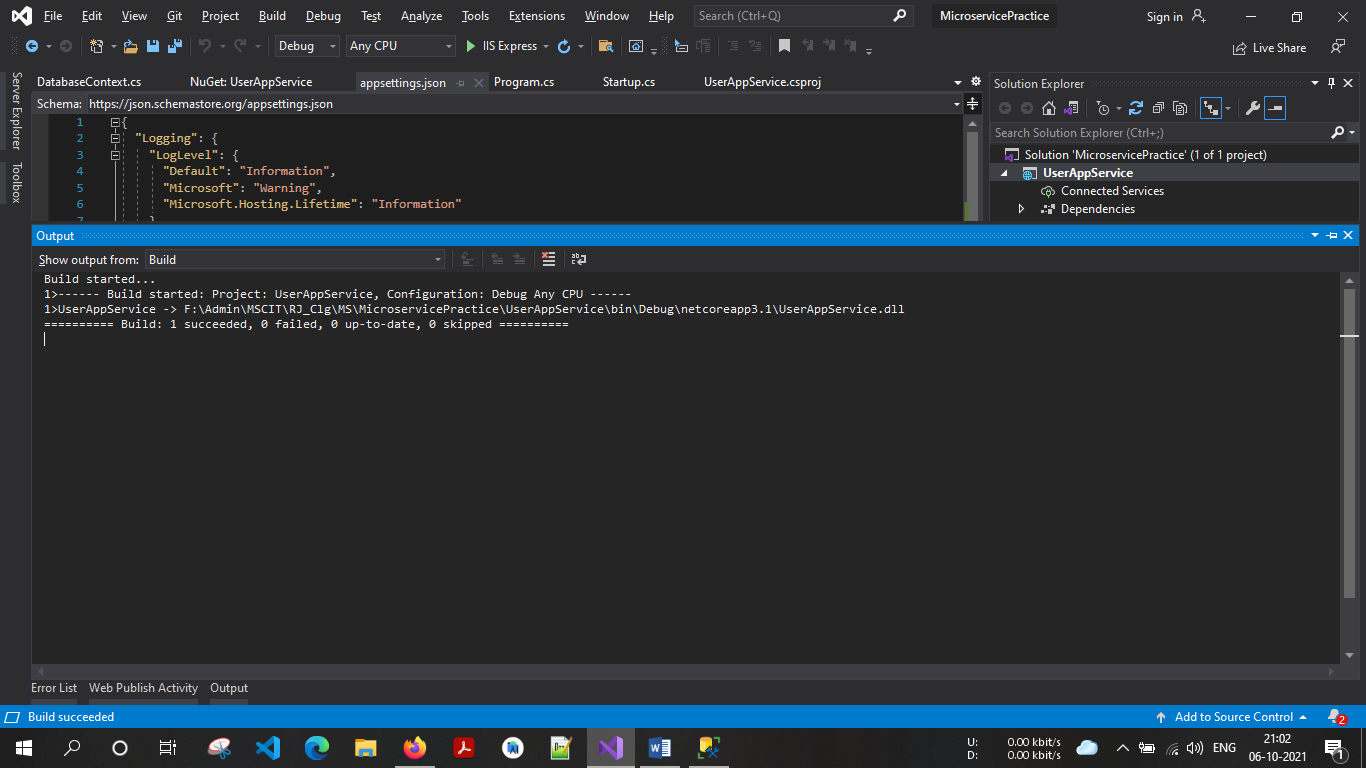 File Edit View Git Project Build Debug Test Analyze Tools Extensions Window Help Search (Ctrl+Q) MicroservicePractice Sign in
Debug Any CPU IIS Express Live Share
DatabaseContext.cs NuGet: UserAppService appsettings.json Program.cs Startup.cs UserAppService.csproj
Schema: https://json.schemastore.org/appsettings.json
1 {
2 "Logging": {
3 "LogLevel": {
4 "Default": "Information",
5 "Microsoft": "Warning",
6 "Microsoft.Hosting.Lifetime": "Information"
Server Explorer
Toolbox
Solution Explorer
Search Solution Explorer (Ctrl+;)
Solution 'MicroservicePractice' (1 of 1 project)
UserAppService
Connected Services
Dependencies
Output
Show output from: Build
Build started...
1>------ Build started: Project: UserAppService, Configuration: Debug Any CPU ------
1>UserAppService -> F:\Admin\MSCIT\RJ_Clg\MS\MicroservicePractice\UserAppService\bin\Debug\netcoreapp3.1\UserAppService.dll
========== Build: 1 succeeded, 0 failed, 0 up-to-date, 0 skipped ==========
Error List Web Publish Activity Output
Build succeeded Add to Source Control 2
U: 0.00 kbit/s
D: 0.00 kbit/s
ENG
21:02
06-10-2021
1